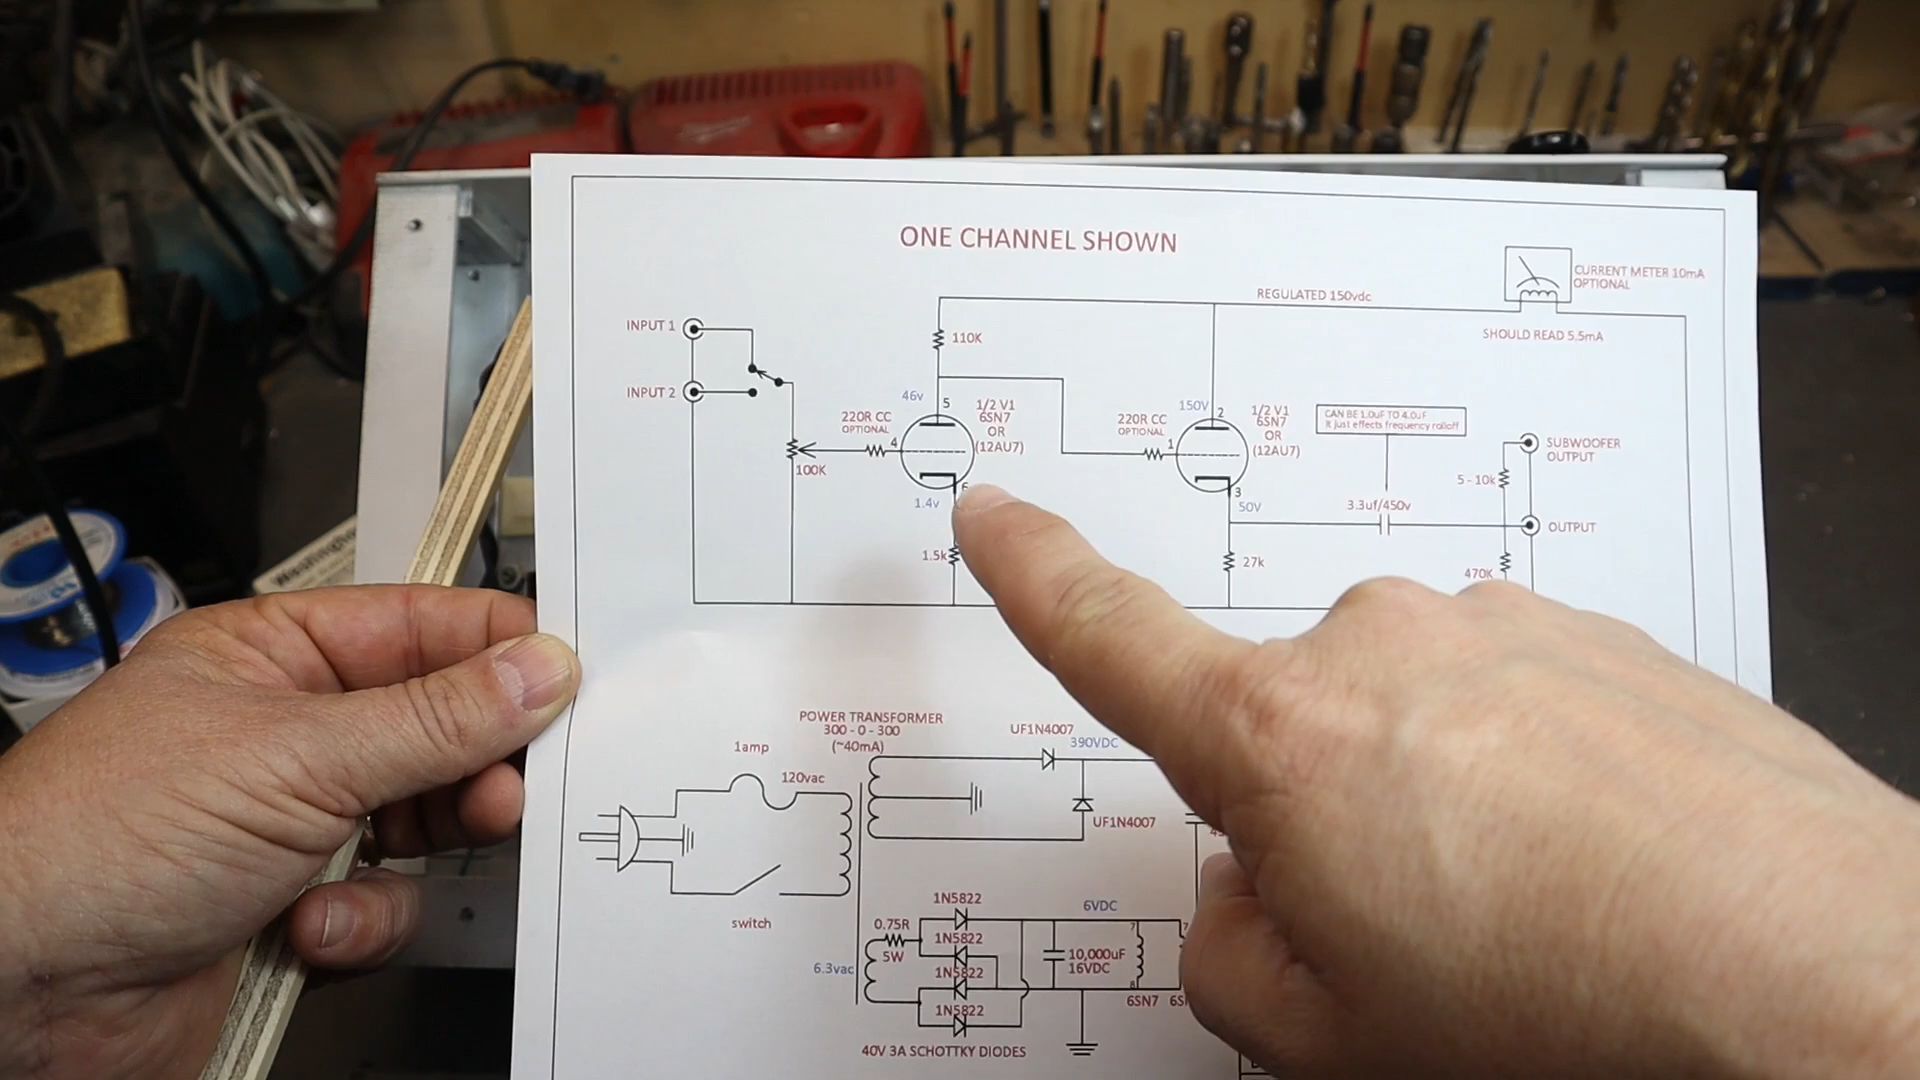 ONE CHANNEL SHOWN
CURRENT METER 10mA
OPTIONAL
REGULATED 150vdc
SHOULD READ 5.5mA
INPUT 1
INPUT 2
110K
46v
5
1/2 V1
6SN7
OR
(12AU7)
220R CC
OPTIONAL
4
100K
1.4v
6
1.5k
150V
2
1/2 V1
6SN7
OR
(12AU7)
220R CC
OPTIONAL
1
3
50V
27k
CAN BE 1.0uF TO 4.0uF
It just effects frequency rolloff
3.3uf/450v
SUBWOOFER
OUTPUT
5 - 10k
OUTPUT
470K
POWER TRANSFORMER
300 - 0 - 300
(~40mA)
1amp
120vac
switch
UF1N4007
390VDC
UF1N4007
6.3vac
0.75R
5W
1N5822
1N5822
1N5822
1N5822
6VDC
10,000uF
16VDC
7
8
7
6SN7
40V 3A SCHOTTKY DIODES